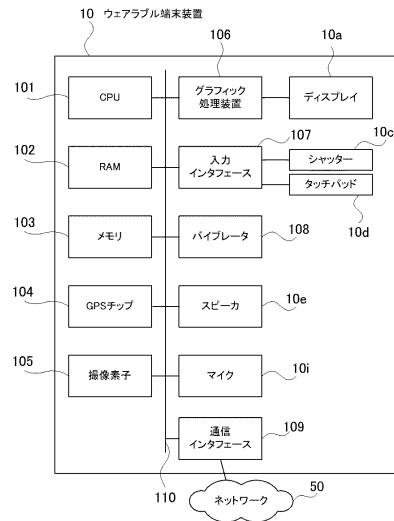 10 ウェアラブル端末装置
106
10a
101
CPU
グラフィック
処理装置
ディスプレイ
107
10c
102
RAM
入力
インタフェース
シャッター
タッチパッド
10d
103
メモリ
バイブレータ
108
104
GPSチップ
スピーカ
10e
105
撮像素子
マイク
10i
通信
インタフェース
109
110
ネットワーク
50